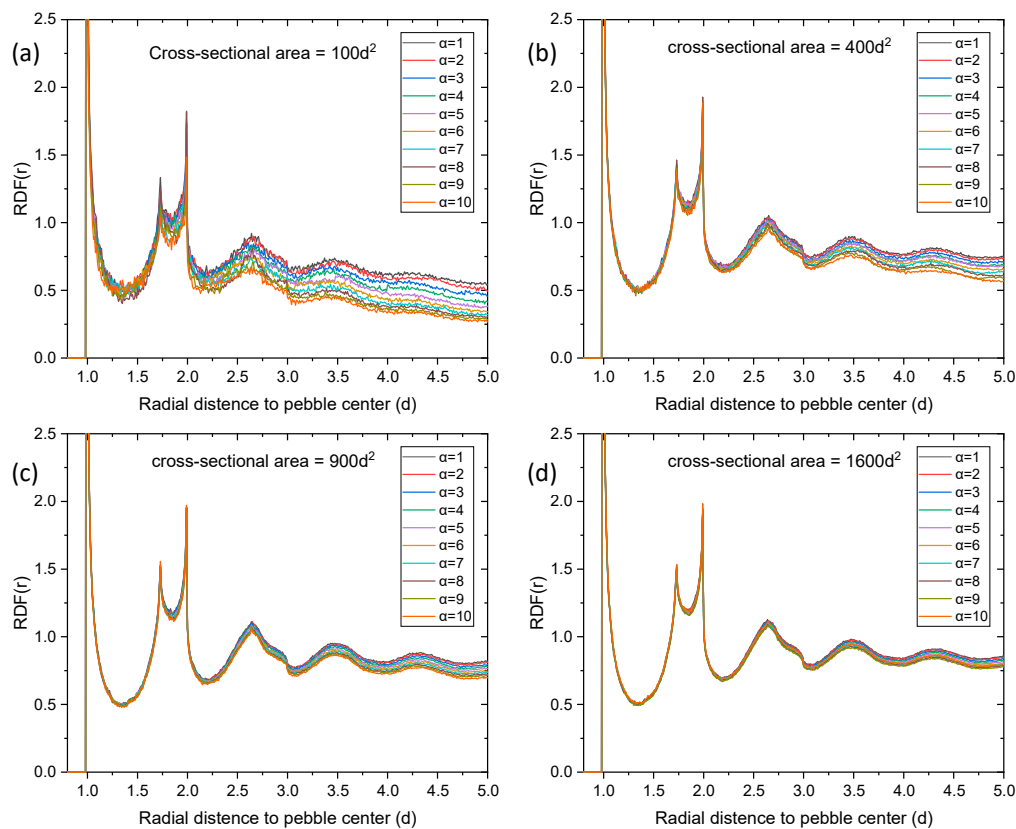 (a)
Cross-sectional area = 100d²
α=1
α=2
α=3
α=4
α=5
α=6
α=7
α=8
α=9
α=10
RDF(r)
2.5
2.0
1.5
1.0
0.5
0.0
1.0 1.5 2.0 2.5 3.0 3.5 4.0 4.5 5.0
Radial distence to pebble center (d)
(b)
cross-sectional area = 400d²
α=1
α=2
α=3
α=4
α=5
α=6
α=7
α=8
α=9
α=10
RDF(r)
2.5
2.0
1.5
1.0
0.5
0.0
1.0 1.5 2.0 2.5 3.0 3.5 4.0 4.5 5.0
Radial distence to pebble center (d)
(c)
cross-sectional area = 900d²
α=1
α=2
α=3
α=4
α=5
α=6
α=7
α=8
α=9
α=10
RDF(r)
2.5
2.0
1.5
1.0
0.5
0.0
1.0 1.5 2.0 2.5 3.0 3.5 4.0 4.5 5.0
Radial distence to pebble center (d)
(d)
cross-sectional area = 1600d²
α=1
α=2
α=3
α=4
α=5
α=6
α=7
α=8
α=9
α=10
RDF(r)
2.5
2.0
1.5
1.0
0.5
0.0
1.0 1.5 2.0 2.5 3.0 3.5 4.0 4.5 5.0
Radial distence to pebble center (d)